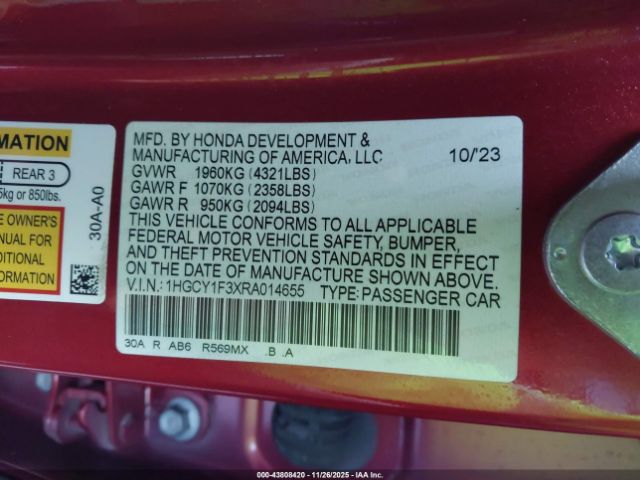 MATION
REAR 3
5kg or 850lbs.
E OWNER'S
ANUAL FOR
DDITIONAL
FORMATION
30A-A0
MFD. BY HONDA DEVELOPMENT &
MANUFACTURING OF AMERICA, LLC 10/'23
GVWR 1960KG (4321LBS)
GAWR F 1070KG (2358LBS)
GAWR R 950KG (2094LBS)
THIS VEHICLE CONFORMS TO ALL APPLICABLE
FEDERAL MOTOR VEHICLE SAFETY, BUMPER,
AND THEFT PREVENTION STANDARDS IN EFFECT
ON THE DATE OF MANUFACTURE SHOWN ABOVE.
V.I.N.:1HGCY1F3XRA014655 TYPE:PASSENGER CAR
30A R AB6 R569MX .B .A
000-43808420 • 11/26/2025 - IAA Inc.